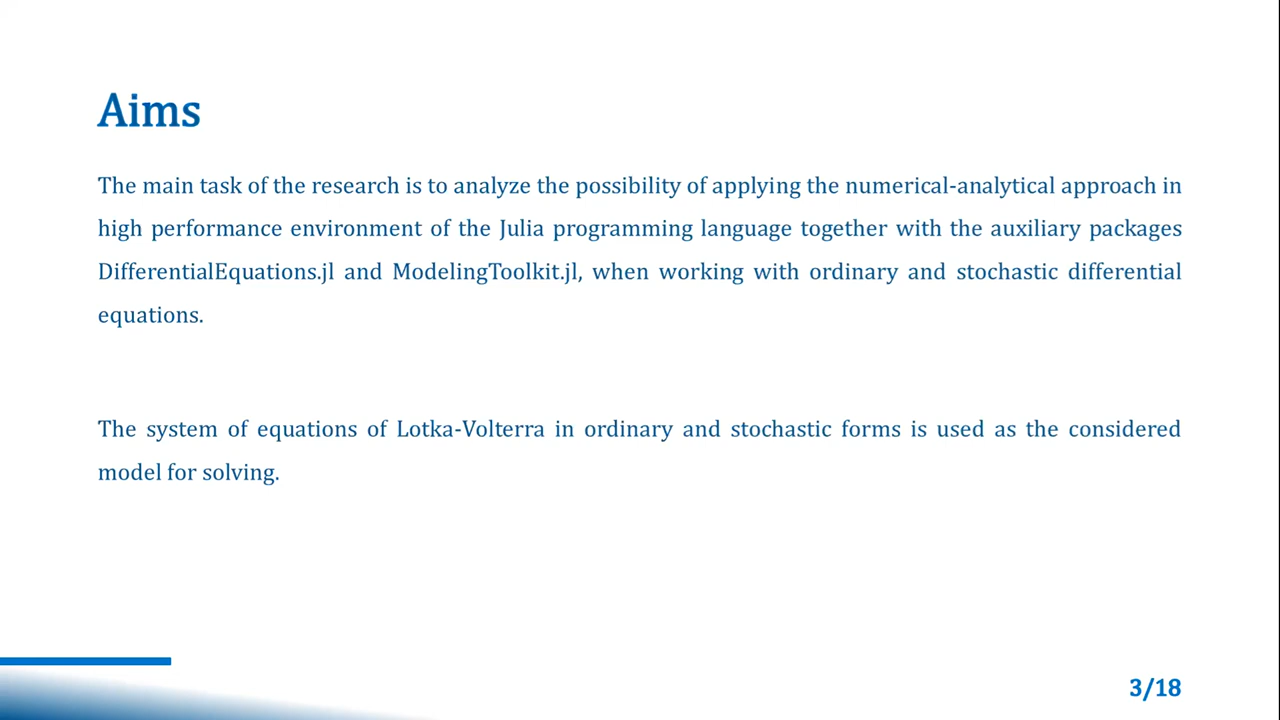 Aims
The main task of the research is to analyze the possibility of applying the numerical-analytical approach in
high performance environment of the Julia programming language together with the auxiliary packages
DifferentialEquations.jl and ModelingToolkit.jl, when working with ordinary and stochastic differential
equations.
The system of equations of Lotka-Volterra in ordinary and stochastic forms is used as the considered
model for solving.
3/18